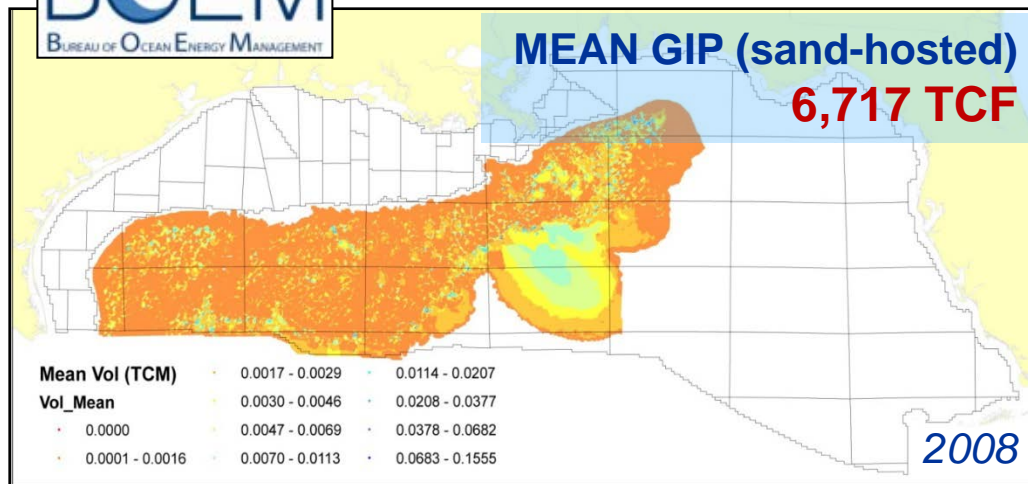 BOEM
BUREAU OF OCEAN ENERGY MANAGEMENT
MEAN GIP (sand-hosted)
6,717 TCF
Mean Vol (TCM)
Vol_Mean
0.0000
0.0001 - 0.0016
0.0017 - 0.0029
0.0030 - 0.0046
0.0047 - 0.0069
0.0070 - 0.0113
0.0114 - 0.0207
0.0208 - 0.0377
0.0378 - 0.0682
0.0683 - 0.1555
2008